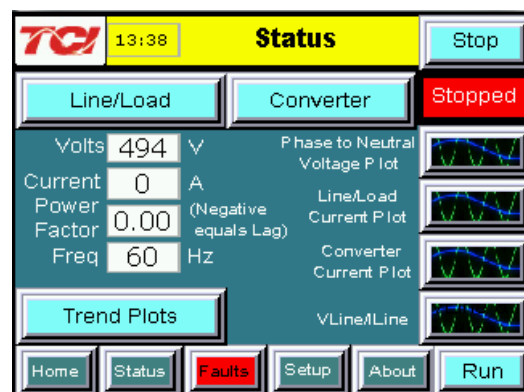 TCI 13:38 Status Stop
Line/Load Converter Stopped
Volts 494 V
Phase to Neutral
Voltage Plot
Current 0 A
Line/Load
Current Plot
Power
Factor 0.00 (Negative
equals Lag)
Converter
Current Plot
Freq 60 Hz
Trend Plots VLine/ILine
Home Status Faults Setup About Run